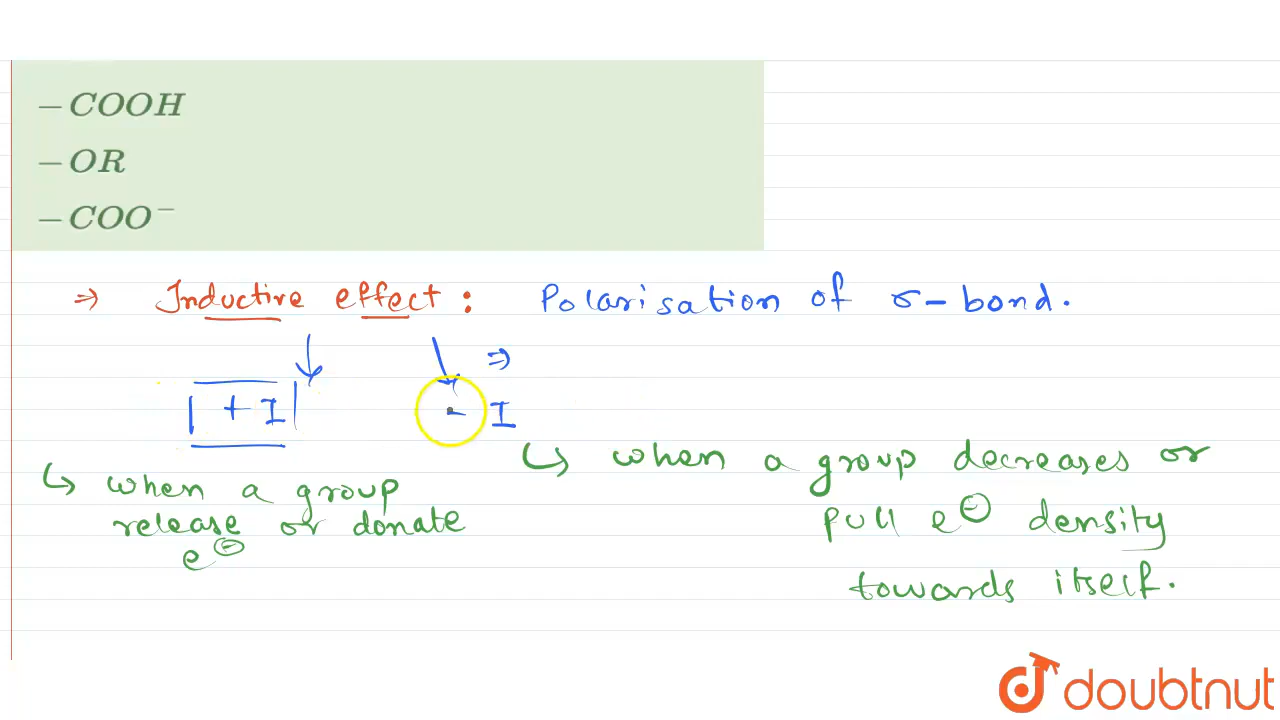 −COOH
−OR
−COO⁻
⇒ Inductive effect : Polarisation of σ-bond.
⇒
+I - I
↳ when a group decreases or
↳ when a group
release or donate
pull e⊖ density
e⊖
towards itself.
doubtnut